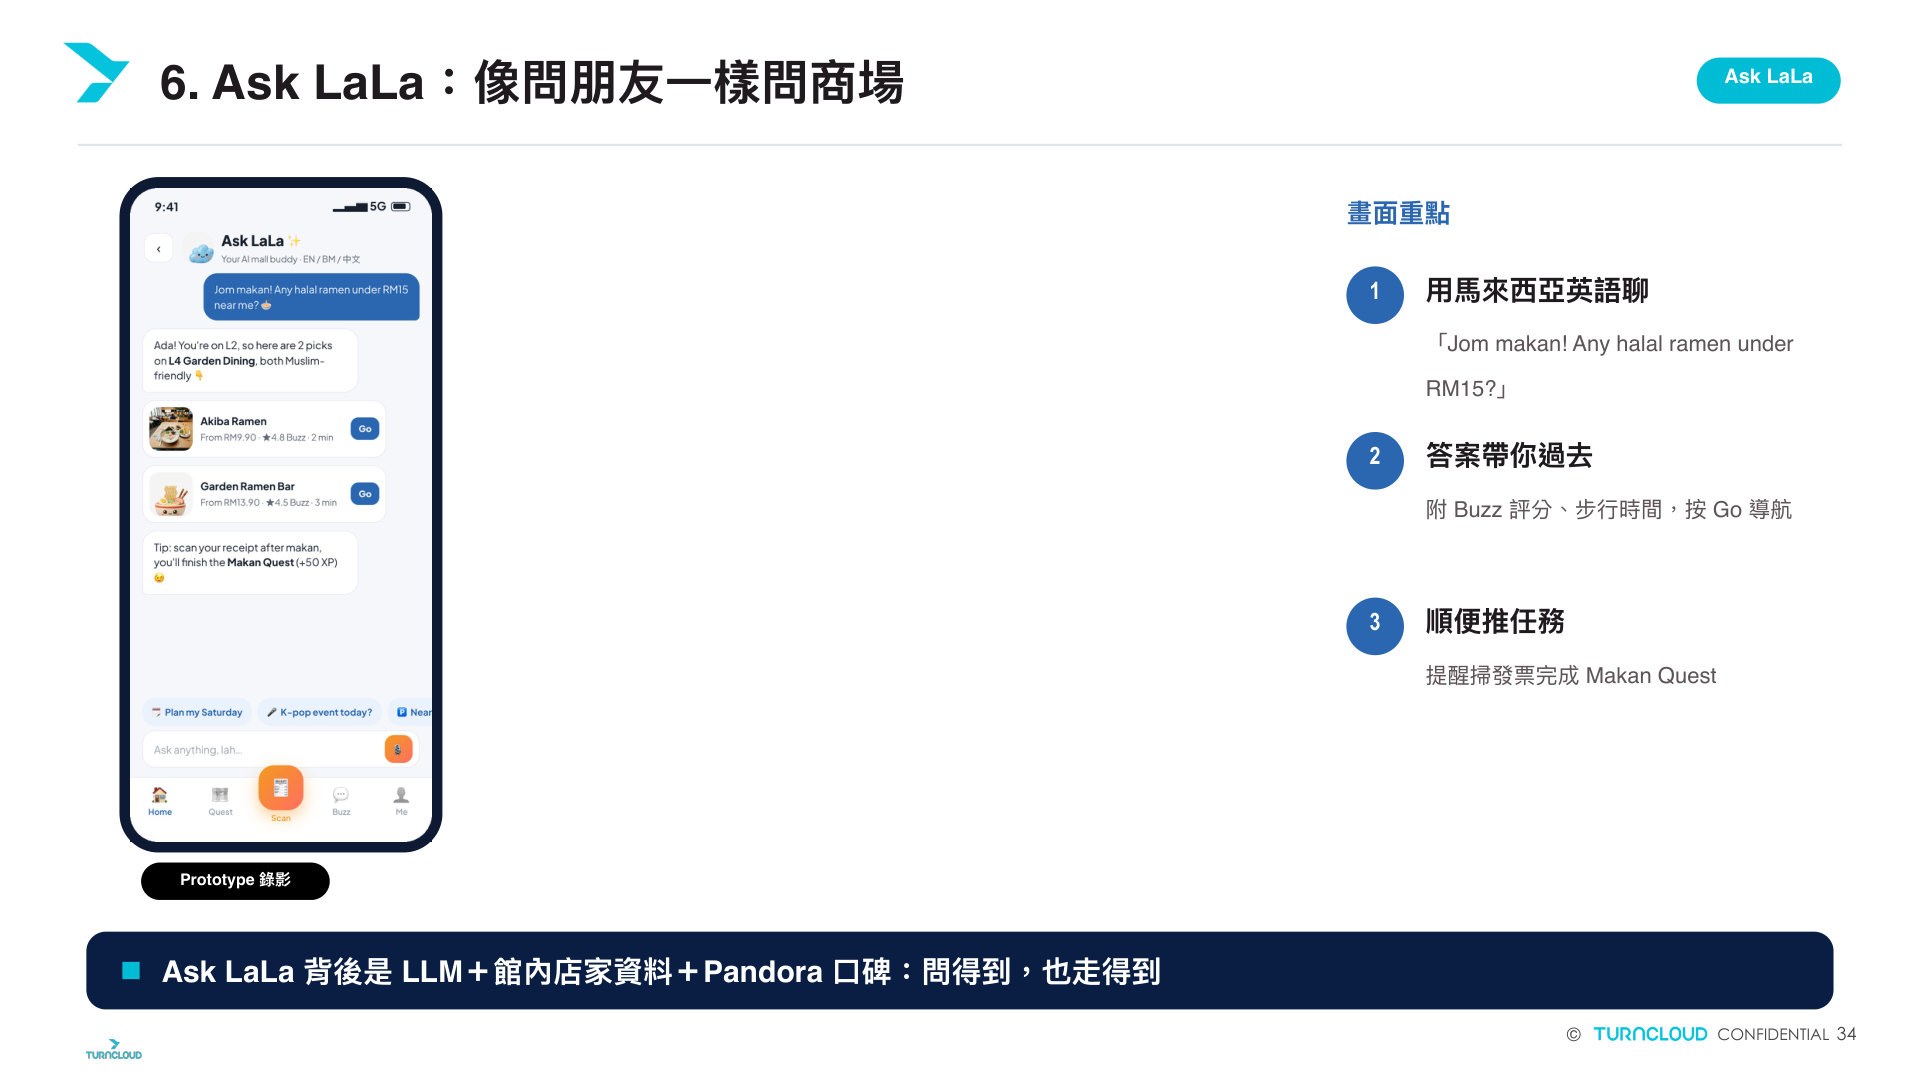 6. Ask LaLa：像問朋友一樣問商場
Ask LaLa
9:41
5G
Ask LaLa
Your AI mall buddy · EN / BM / 中文
Jom makan! Any halal ramen under RM15
near me?
Ada! You're on L2, so here are 2 picks
on L4 Garden Dining, both Muslim-
friendly
Akiba Ramen
From RM9.90 · ★4.8 Buzz · 2 min
Go
Garden Ramen Bar
From RM13.90 · ★4.5 Buzz · 3 min
Go
Tip: scan your receipt after makan,
you'll finish the Makan Quest (+50 XP)
Plan my Saturday
K-pop event today?
Near
Ask anything, lah...
Home
Quest
Scan
Buzz
Me
Prototype 錄影
畫面重點
1
用馬來西亞英語聊
「Jom makan! Any halal ramen under
RM15?」
2
答案帶你過去
附 Buzz 評分、步行時間，按 Go 導航
3
順便推任務
提醒掃發票完成 Makan Quest
Ask LaLa 背後是 LLM＋館內店家資料＋Pandora 口碑：問得到，也走得到
TURNCLOUD
© TURNCLOUD CONFIDENTIAL 34